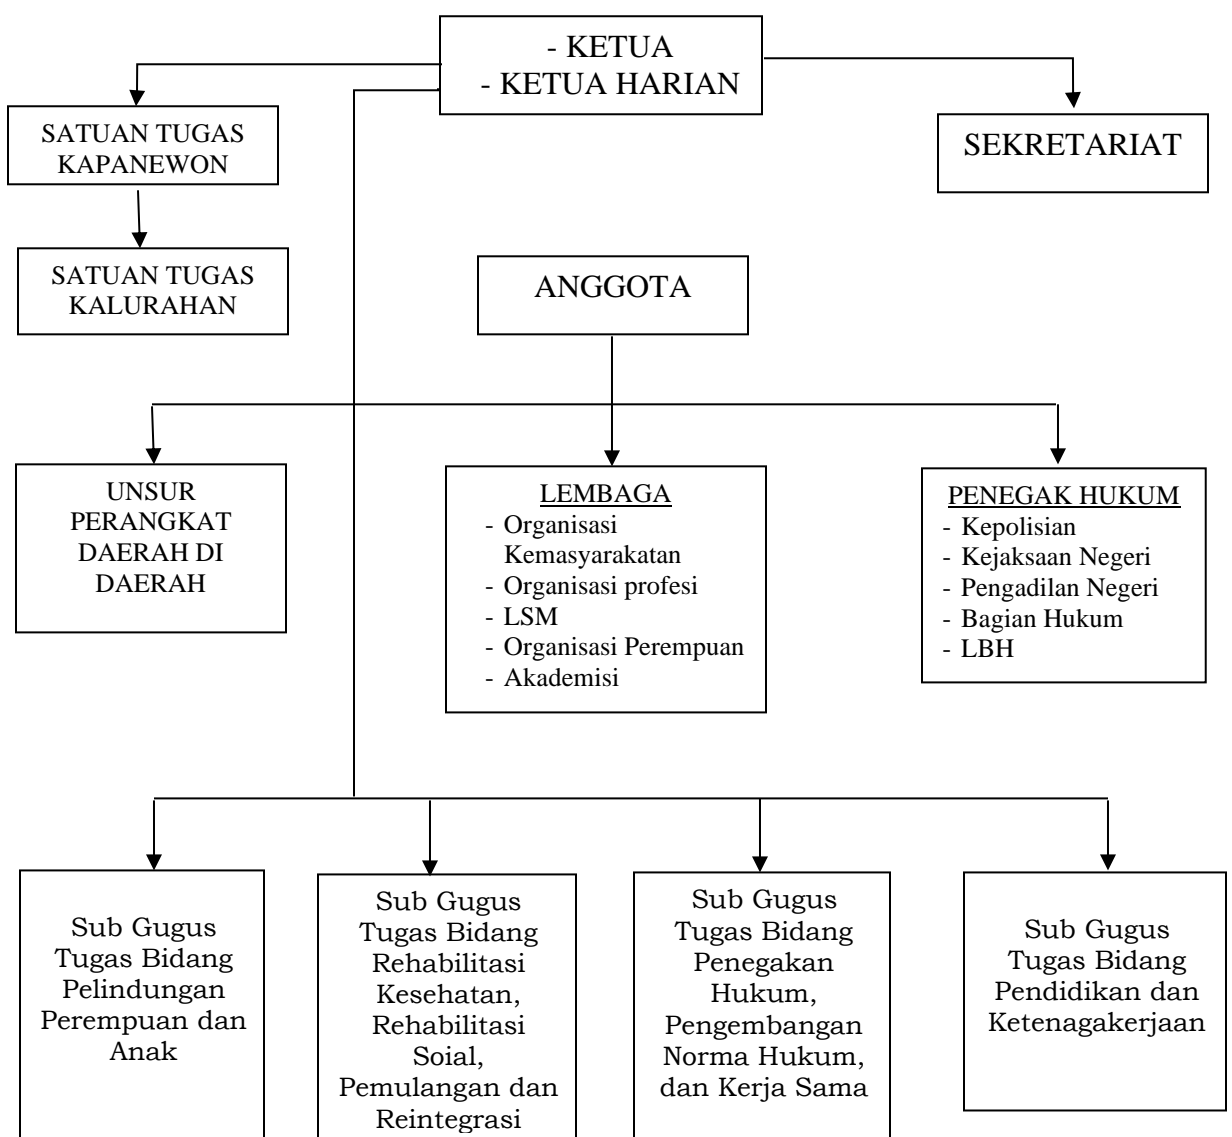 - KETUA
- KETUA HARIAN
SATUAN TUGAS
KAPANEWON
SEKRETARIAT
SATUAN TUGAS
KALURAHAN
ANGGOTA
UNSUR
PERANGKAT
DAERAH DI
DAERAH
LEMBAGA
- Organisasi
Kemasyarakatan
- Organisasi profesi
- LSM
- Organisasi Perempuan
- Akademisi
PENEGAK HUKUM
- Kepolisian
- Kejaksaan Negeri
- Pengadilan Negeri
- Bagian Hukum
- LBH
Sub Gugus
Tugas Bidang
Pelindungan
Perempuan dan
Anak
Sub Gugus
Tugas Bidang
Rehabilitasi
Kesehatan,
Rehabilitasi
Soial,
Pemulangan dan
Reintegrasi
Sub Gugus
Tugas Bidang
Penegakan
Hukum,
Pengembangan
Norma Hukum,
dan Kerja Sama
Sub Gugus
Tugas Bidang
Pendidikan dan
Ketenagakerjaan